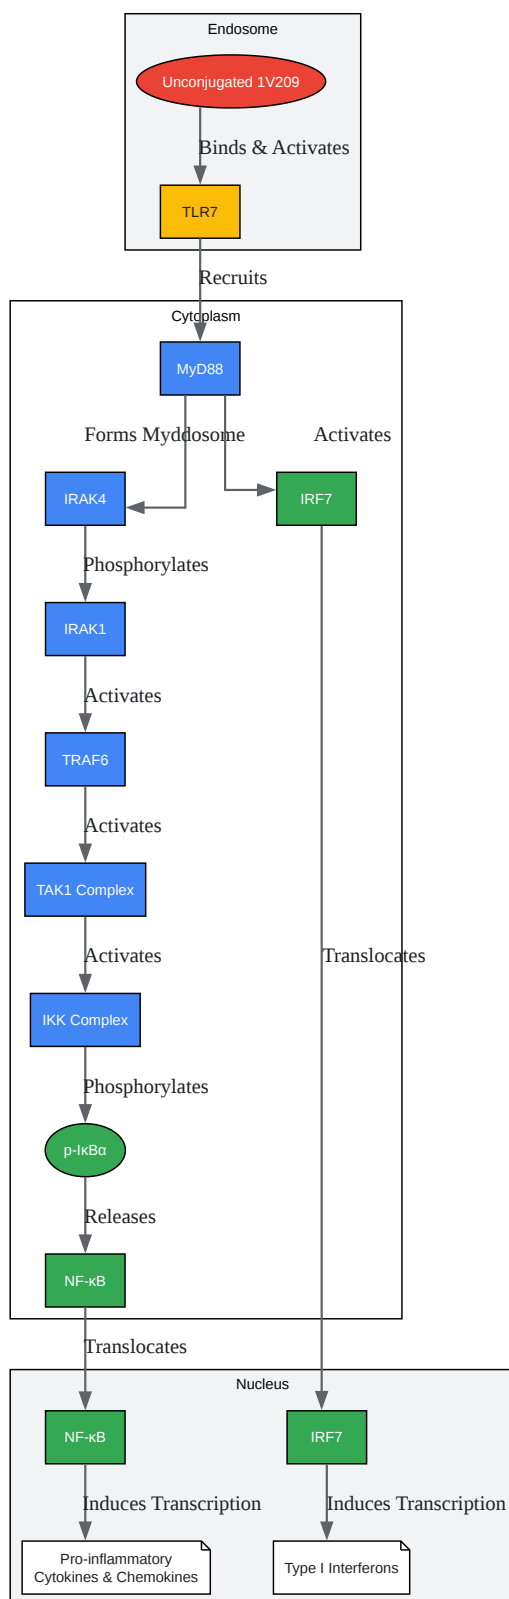 Endosome
Unconjugated 1V209
Binds & Activates
TLR7
Recruits
Cytoplasm
MyD88
Forms Myddosome
Activates
IRAK4
IRF7
Phosphorylates
IRAK1
Activates
TRAF6
Activates
TAK1 Complex
Activates
Translocates
IKK Complex
Phosphorylates
p-IκBα
Releases
NF-κB
Translocates
Nucleus
NF-κB
IRF7
Induces Transcription
Induces Transcription
Pro-inflammatory
Cytokines & Chemokines
Type I Interferons